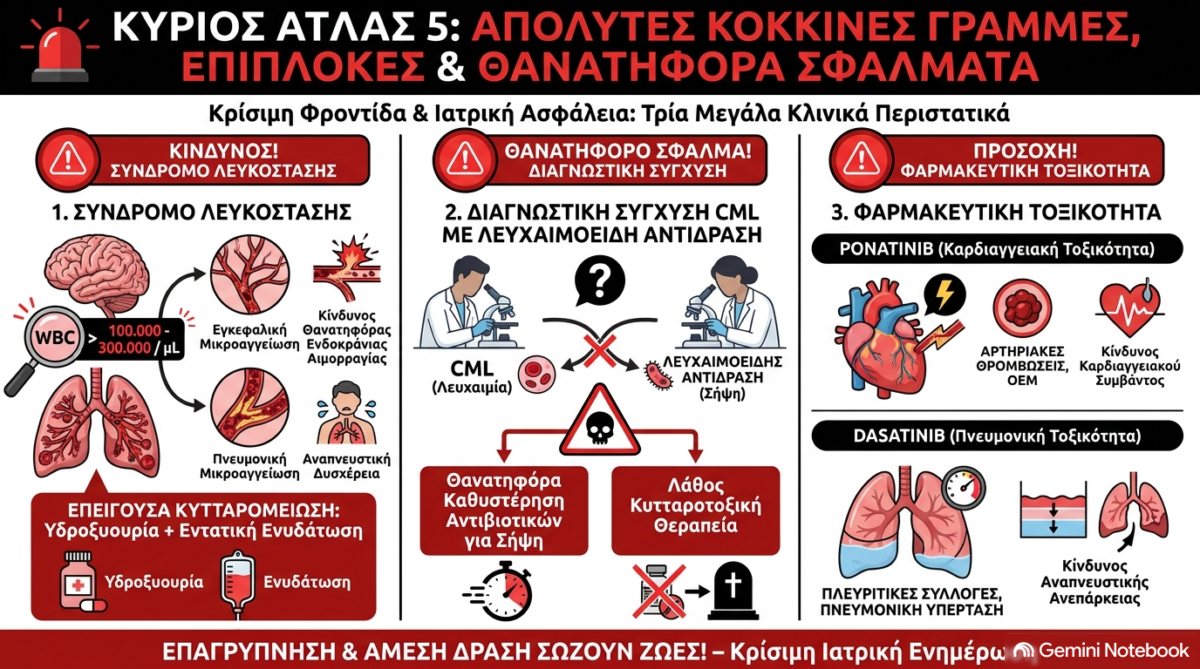 ΚΥΡΙΟΣ ΑΤΛΑΣ 5: ΑΠΟΛΥΤΕΣ ΚΟΚΚΙΝΕΣ ΓΡΑΜΜΕΣ,
ΕΠΙΠΛΟΚΕΣ & ΘΑΝΑΤΗΦΟΡΑ ΣΦΑΛΜΑΤΑ
Κρίσιμη Φροντίδα & Ιατρική Ασφάλεια: Τρία Μεγάλα Κλινικά Περιστατικά
ΚΙΝΔΥΝΟΣ!
ΣΥΝΔΡΟΜΟ ΛΕΥΚΟΣΤΑΣΗΣ
1. ΣΥΝΔΡΟΜΟ ΛΕΥΚΟΣΤΑΣΗΣ
WBC
> 100.000 -
300.000 / μL
Εγκεφαλική
Μικροαγγείωση
Κίνδυνος
Θανατηφόρας
Ενδοκράνιας
Αιμορραγίας
Πνευμονική
Μικροαγγείωση
Αναπνευστική
Δυσχέρεια
ΕΠΕΙΓΟΥΣΑ ΚΥΤΤΑΡΟΜΕΙΩΣΗ:
Υδροξυουρία + Εντατική Ενυδάτωση
Υδροξυουρία
Ενυδάτωση
ΘΑΝΑΤΗΦΟΡΟ ΣΦΑΛΜΑ!
ΔΙΑΓΝΩΣΤΙΚΗ ΣΥΓΧΥΣΗ
2. ΔΙΑΓΝΩΣΤΙΚΗ ΣΥΓΧΥΣΗ CML
ΜΕ ΛΕΥΧΑΙΜΟΕΙΔΗ ΑΝΤΙΔΡΑΣΗ
?
CML
(Λευχαιμία)
ΛΕΥΧΑΙΜΟΕΙΔΗΣ
ΑΝΤΙΔΡΑΣΗ
(Σήψη)
Θανατηφόρα
Καθυστέρηση
Αντιβιοτικών
για Σήψη
Λάθος
Κυτταροτοξική
Θεραπεία
ΠΡΟΣΟΧΗ!
ΦΑΡΜΑΚΕΥΤΙΚΗ ΤΟΞΙΚΟΤΗΤΑ
3. ΦΑΡΜΑΚΕΥΤΙΚΗ ΤΟΞΙΚΟΤΗΤΑ
PONATINIB (Καρδιαγγειακή Τοξικότητα)
ΑΡΤΗΡΙΑΚΕΣ
ΘΡΟΜΒΩΣΕΙΣ,
ΟΕΜ
Κίνδυνος
Καρδιαγγειακού
Συμβάντος
DASATINIB (Πνευμονική Τοξικότητα)
ΠΛΕΥΡΙΤΙΚΕΣ ΣΥΛΛΟΓΕΣ,
ΠΝΕΥΜΟΝΙΚΗ ΥΠΕΡΤΑΣΗ
Κίνδυνος
Αναπνευστικής
Ανεπάρκειας
ΕΠΑΓΡΥΠΝΗΣΗ & ΑΜΕΣΗ ΔΡΑΣΗ ΣΩΖΟΥΝ ΖΩΕΣ! – Κρίσιμη Ιατρική Ενημέρω
Gemini Notebook